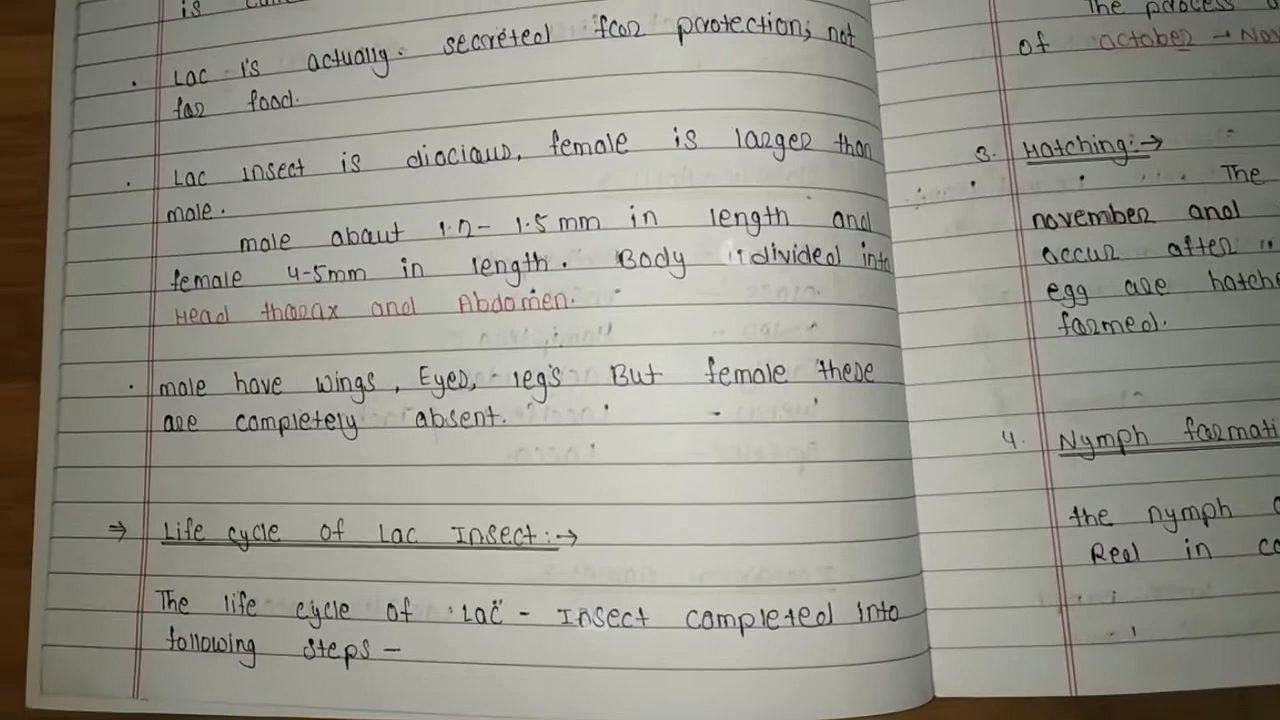 is
Lac is actually. secreted for protection; not
for food.
Lac insect is diocious, female is larger than
male.
male about 1.2- 1.5 mm in length and
female 4-5mm in length. Body divided into
Head thorax and Abdomen.
male have wings, Eyes, legs But female these
are completely absent.
⇒ Life cycle of Lac Insect:→
The life cycle of Lac - Insect completed into
following steps -
The process
of october → Nov
3. Hatching:→
The
november and
occur after
egg are hatche
formed.
4. Nymph formati
the nymph
Real in co